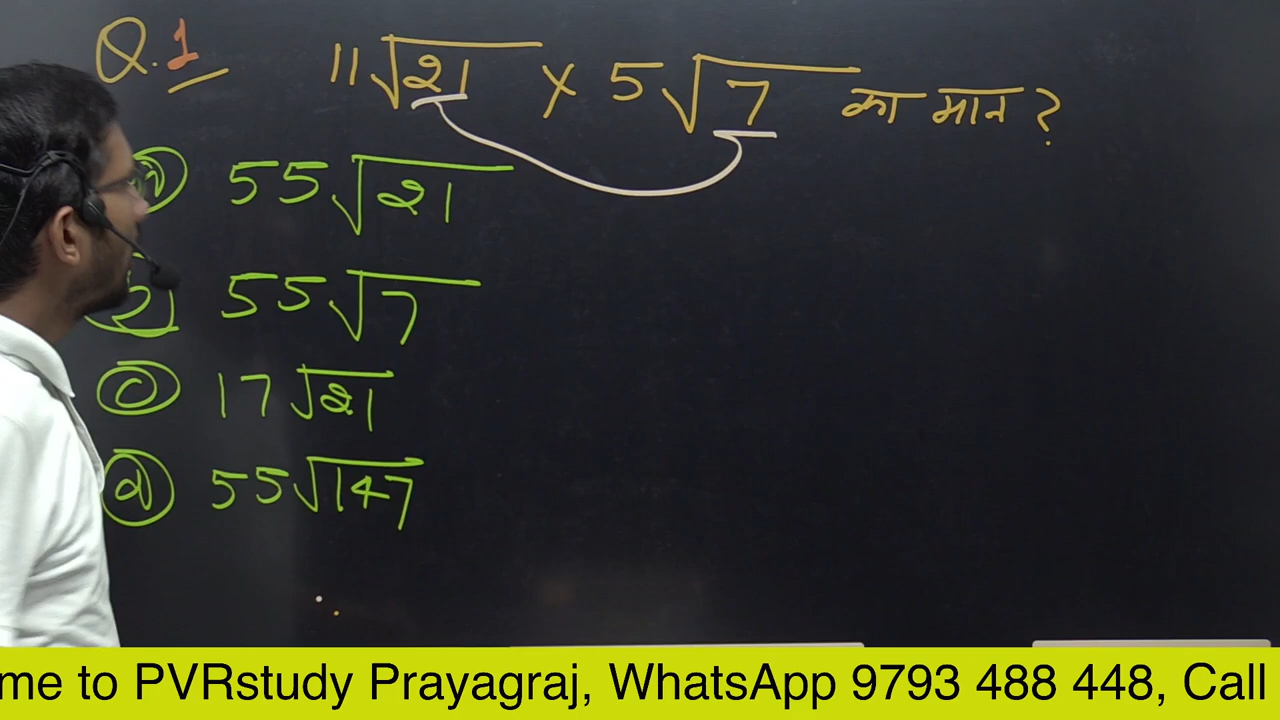 Q.1 11√21 × 5√7 का मान ?
55√21
55√7
c 17√21
d 55√147
me to PVRstudy Prayagraj, WhatsApp 9793 488 448, Call